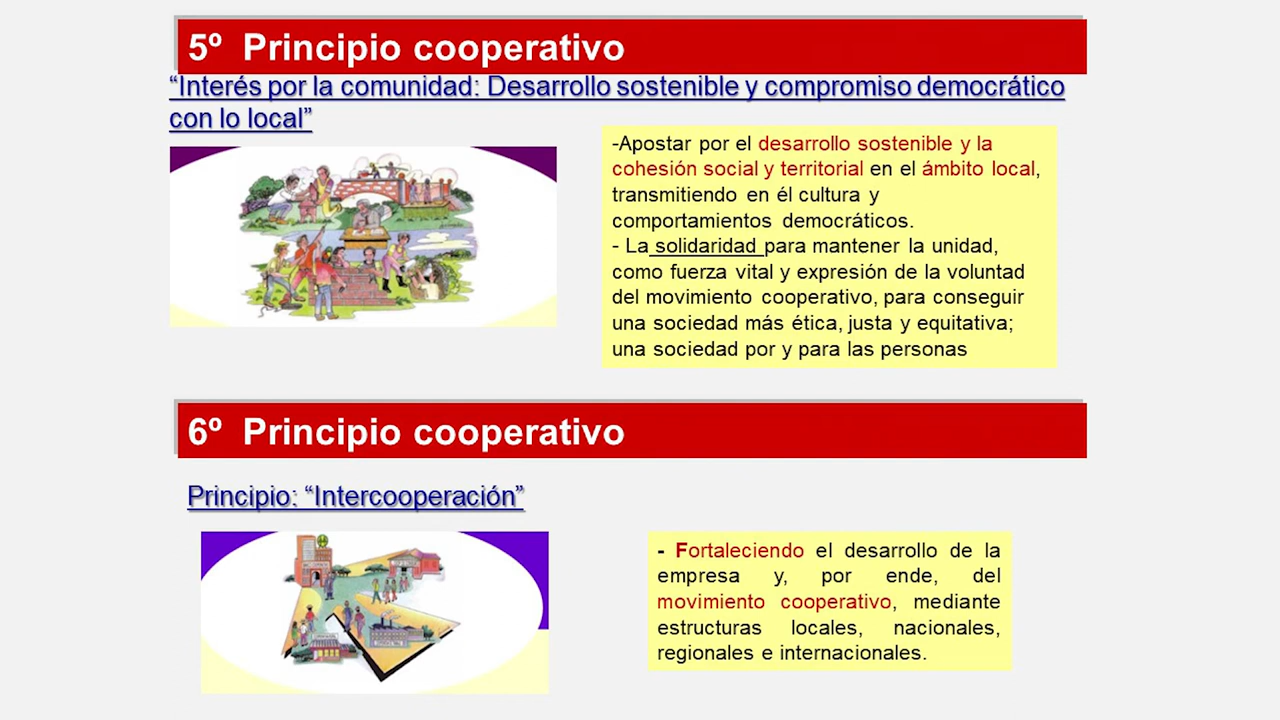 5º Principio cooperativo
“Interés por la comunidad: Desarrollo sostenible y compromiso democrático
con lo local”
-Apostar por el desarrollo sostenible y la
cohesión social y territorial en el ámbito local,
transmitiendo en él cultura y
comportamientos democráticos.
- La solidaridad para mantener la unidad,
como fuerza vital y expresión de la voluntad
del movimiento cooperativo, para conseguir
una sociedad más ética, justa y equitativa;
una sociedad por y para las personas
6º Principio cooperativo
Principio: “Intercooperación”
- Fortaleciendo el desarrollo de la
empresa y, por ende, del
movimiento cooperativo, mediante
estructuras locales, nacionales,
regionales e internacionales.